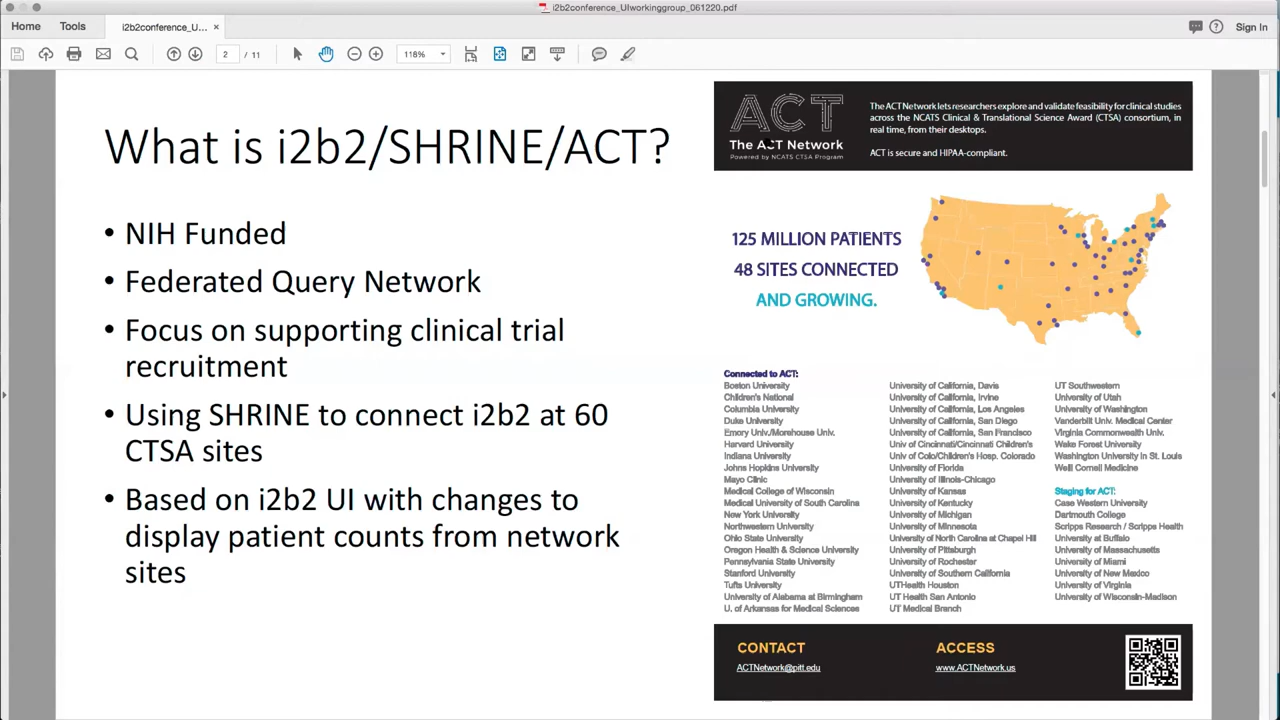 i2b2conference_UIworkinggroup_061220.pdf
Home
Tools
i2b2conference_U...
Sign In
2 / 11
118%
What is i2b2/SHRINE/ACT?
• NIH Funded
• Federated Query Network
• Focus on supporting clinical trial
recruitment
• Using SHRINE to connect i2b2 at 60
CTSA sites
• Based on i2b2 UI with changes to
display patient counts from network
sites
ACT
The ACT Network
Powered by NCATS CTSA Program
The ACT Network lets researchers explore and validate feasibility for clinical studies
across the NCATS Clinical & Translational Science Award (CTSA) consortium, in
real time, from their desktops.
ACT is secure and HIPAA-compliant.
125 MILLION PATIENTS
48 SITES CONNECTED
AND GROWING.
Connected to ACT:
Boston University
Children's National
Columbia University
Duke University
Emory Univ./Morehouse Univ.
Harvard University
Indiana University
Johns Hopkins University
Mayo Clinic
Medical College of Wisconsin
Medical University of South Carolina
New York University
Northwestern University
Ohio State University
Oregon Health & Science University
Pennsylvania State University
Stanford University
Tufts University
University of Alabama at Birmingham
U. of Arkansas for Medical Sciences
University of California, Davis
University of California, Irvine
University of California, Los Angeles
University of California, San Diego
University of California, San Francisco
Univ of Cincinnati/Cincinnati Children's
Univ of Colo/Children's Hosp. Colorado
University of Florida
University of Illinois-Chicago
University of Kansas
University of Kentucky
University of Michigan
University of Minnesota
University of North Carolina at Chapel Hill
University of Pittsburgh
University of Rochester
University of Southern California
UTHealth Houston
UT Health San Antonio
UT Medical Branch
UT Southwestern
University of Utah
University of Washington
Vanderbilt Univ. Medical Center
Virginia Commonwealth Univ.
Wake Forest University
Washington University in St. Louis
Weill Cornell Medicine
Staging for ACT:
Case Western University
Dartmouth College
Scripps Research / Scripps Health
University at Buffalo
University of Massachusetts
University of Miami
University of New Mexico
University of Virginia
University of Wisconsin-Madison
CONTACT
ACTNetwork@pitt.edu
ACCESS
www.ACTNetwork.us